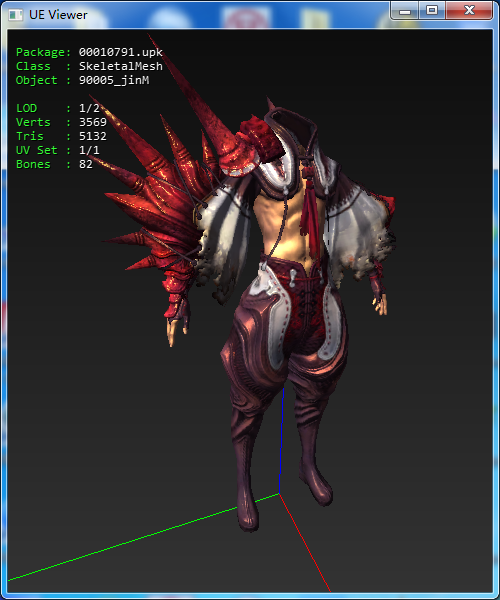 UE Viewer
Package: 00010791.upk
Class : SkeletalMesh
Object : 90005_jinM
LOD : 1/2
Verts : 3569
Tris : 5132
UV Set : 1/1
Bones : 82